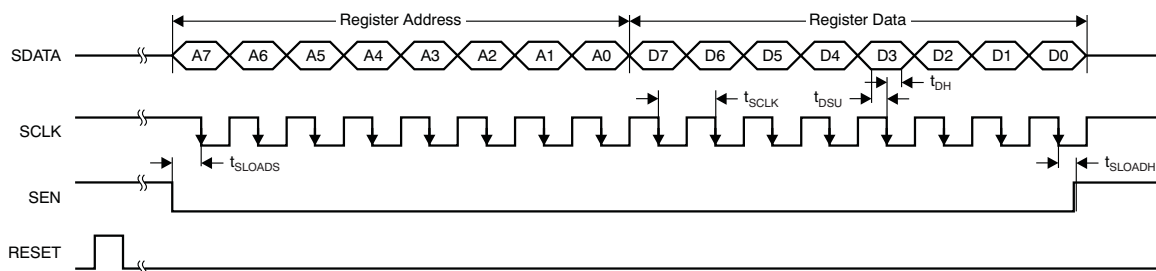 Register Address Register Data
SDATA A7 A6 A5 A4 A3 A2 A1 A0 D7 D6 D5 D4 D3 D2 D1 D0
tSCLK tDSU tDH
SCLK
tSLOADS tSLOADH
SEN
RESET